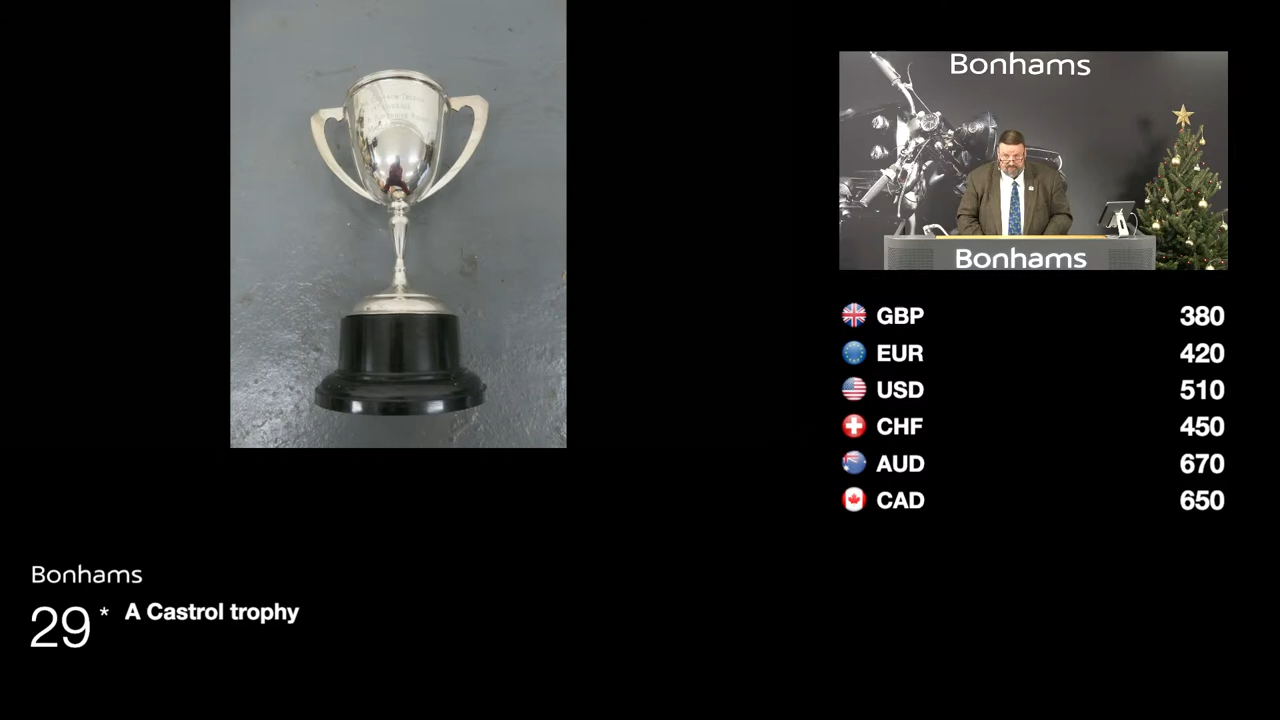 Bonhams
Bonhams
GBP 380
EUR 420
USD 510
CHF 450
AUD 670
CAD 650
Bonhams
29 * A Castrol trophy